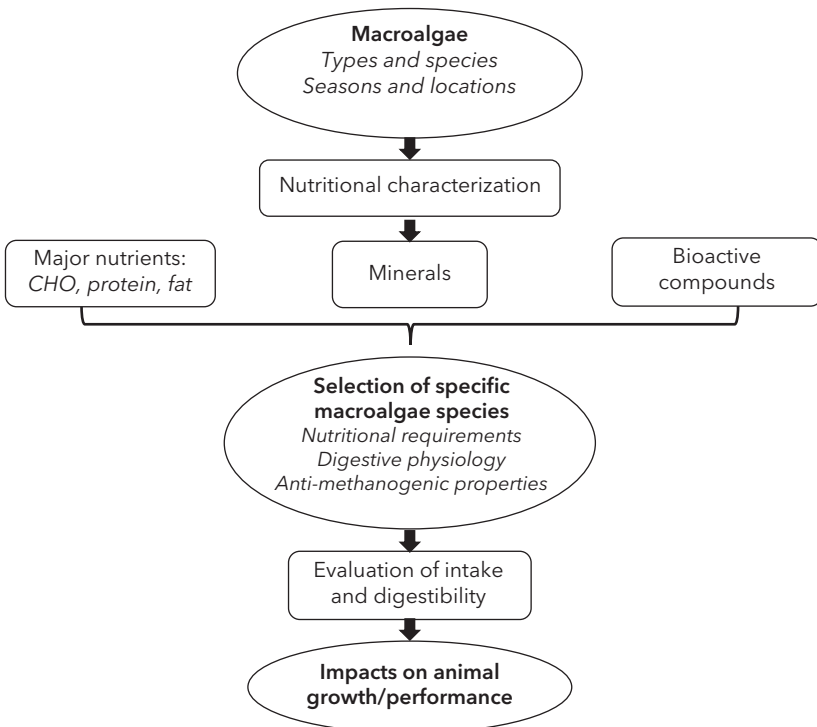 Macroalgae
Types and species
Seasons and locations
Nutritional characterization
Major nutrients:
CHO, protein, fat
Minerals
Bioactive
compounds
Selection of specific
macroalgae species
Nutritional requirements
Digestive physiology
Anti-methanogenic properties
Evaluation of intake
and digestibility
Impacts on animal
growth/performance